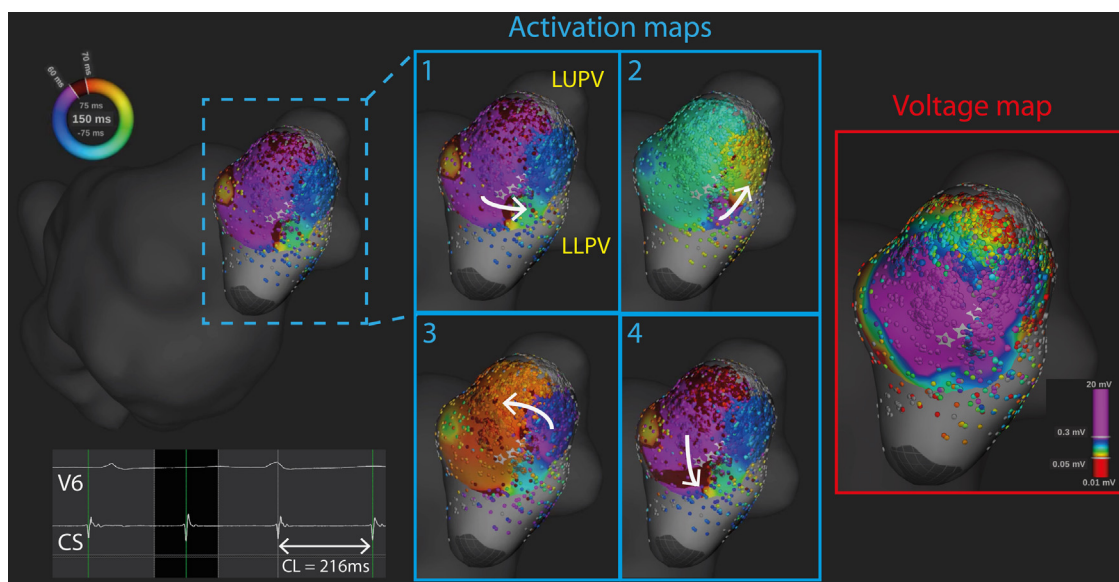 Activation maps
60 ms
70 ms
75 ms
150 ms
-75 ms
1
LUPV
LLPV
2
3
4
Voltage map
20 mV
0.3 mV
0.05 mV
0.01 mV
V6
CS
CL = 216ms